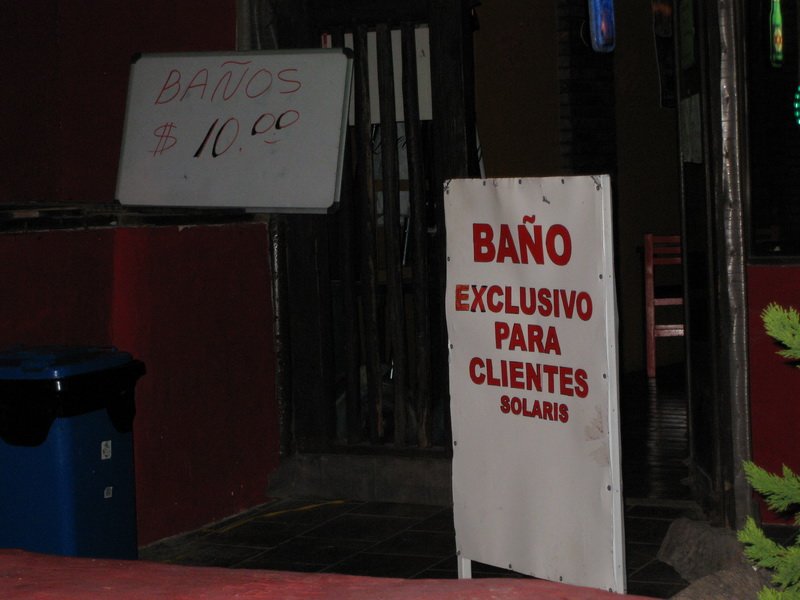 BAÑOS
$ 10.00
BAÑO
EXCLUSIVO
PARA
CLIENTES
SOLARIS